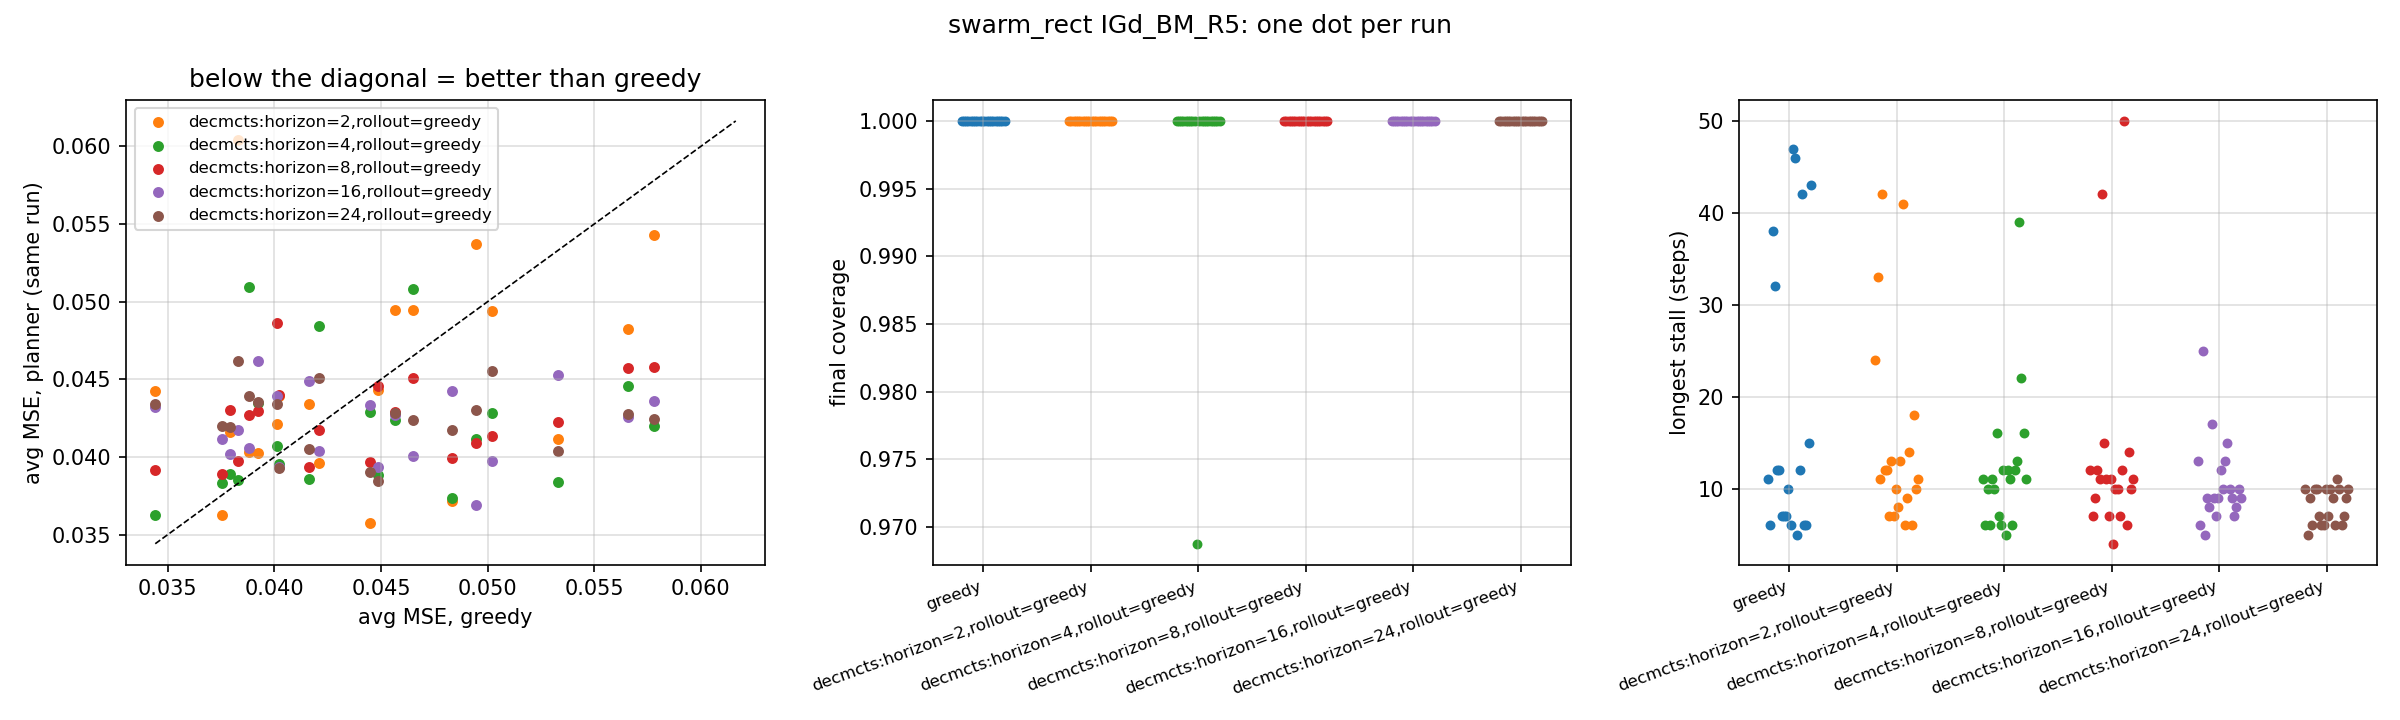 swarm_rect IGd_BM_R5: one dot per run
below the diagonal = better than greedy
avg MSE, planner (same run)
0.060
0.055
0.050
0.045
0.040
0.035
decmcts:horizon=2,rollout=greedy
decmcts:horizon=4,rollout=greedy
decmcts:horizon=8,rollout=greedy
decmcts:horizon=16,rollout=greedy
decmcts:horizon=24,rollout=greedy
0.035 0.040 0.045 0.050 0.055 0.060
avg MSE, greedy
final coverage
1.000
0.995
0.990
0.985
0.980
0.975
0.970
greedy
decmcts:horizon=2,rollout=greedy
decmcts:horizon=4,rollout=greedy
decmcts:horizon=8,rollout=greedy
decmcts:horizon=16,rollout=greedy
decmcts:horizon=24,rollout=greedy
longest stall (steps)
50
40
30
20
10
greedy
decmcts:horizon=2,rollout=greedy
decmcts:horizon=4,rollout=greedy
decmcts:horizon=8,rollout=greedy
decmcts:horizon=16,rollout=greedy
decmcts:horizon=24,rollout=greedy